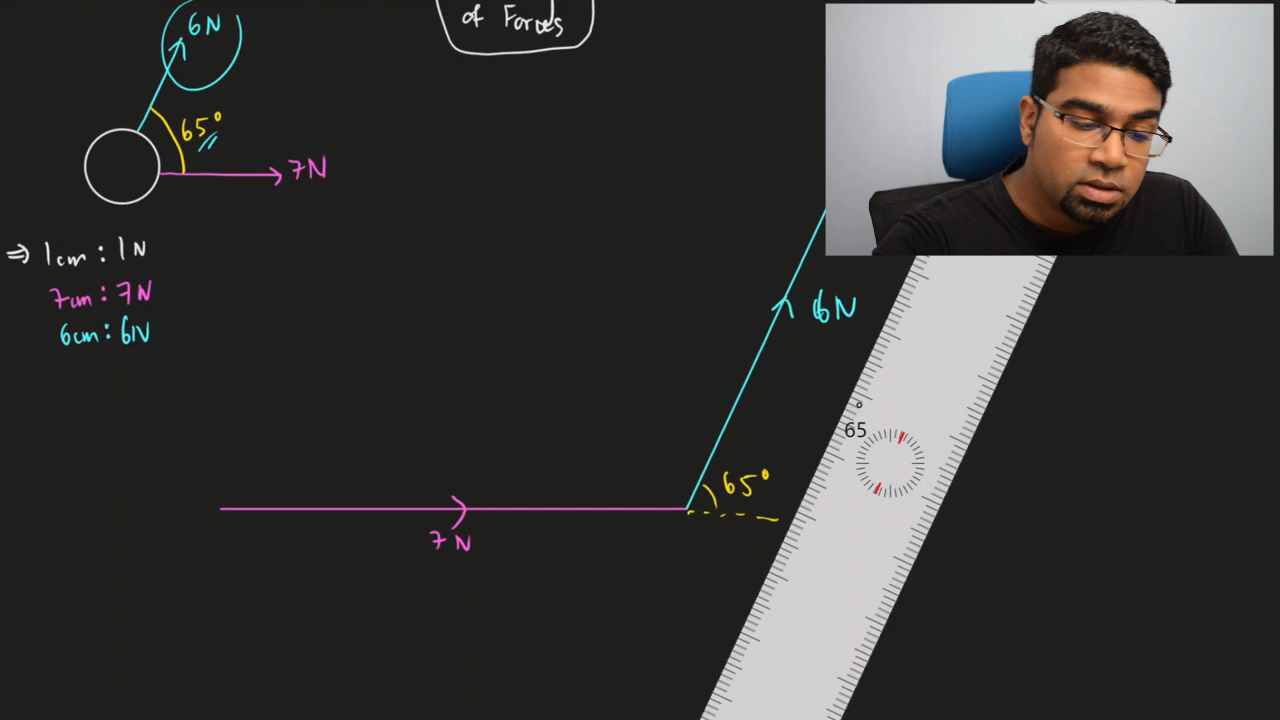 6N
of Forces
65°
7N
⇒ 1cm : 1N
7cm : 7N
6cm : 6N
6N
65
°
65°
7N